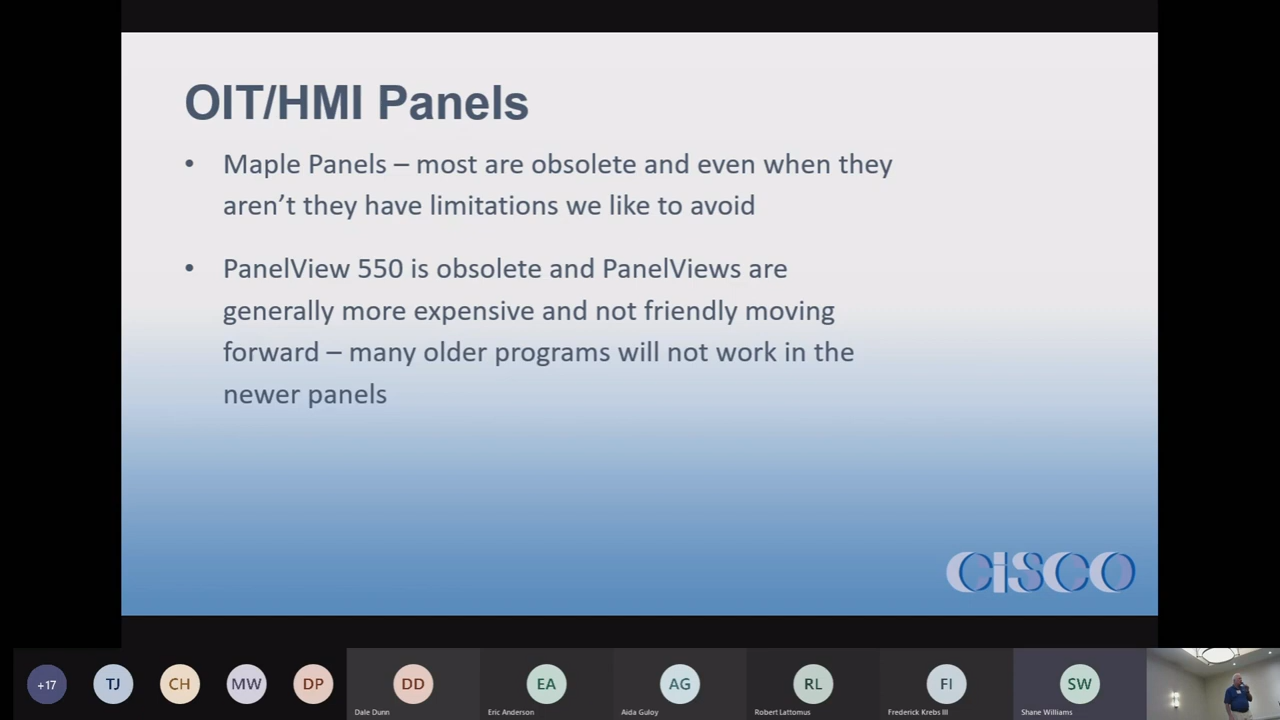 OIT/HMI Panels
• Maple Panels – most are obsolete and even when they
aren’t they have limitations we like to avoid
• PanelView 550 is obsolete and PanelViews are
generally more expensive and not friendly moving
forward – many older programs will not work in the
newer panels
CiSCO
+17
TJ
CH
MW
DP
DD
EA
AG
RL
FI
SW
Dale Dunn
Eric Anderson
Aida Guloy
Robert Lattomus
Frederick Krebs III
Shane Williams